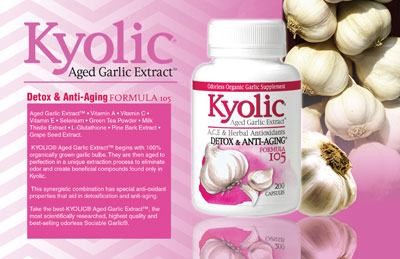 Kyolic®
Aged Garlic Extract™
Detox & Anti-Aging FORMULA 105
Aged Garlic Extract™ • Vitamin A • Vitamin C •
Vitamin E • Selenium • Green Tea Powder • Milk
Thistle Extract • L-Glutathione • Pine Bark Extract •
Grape Seed Extract.
KYOLIC® Aged Garlic Extract™ begins with 100%
organically grown garlic bulbs. They are then aged to
perfection in a unique extraction process to eliminate
odor and create beneficial compounds found only in
Kyolic.
This synergistic combination has special anti-oxidant
properties that aid in detoxification and anti-aging.
Take the best-KYOLIC® Aged Garlic Extract™, the
most scientifically researched, highest quality and
best-selling odorless Sociable Garlic®.
Odorless Organic Garlic Supplement
Kyolic®
Aged Garlic Extract™
A,C,E & Herbal Antioxidants
DETOX & ANTI-AGING*
FORMULA
105
200
CAPSULES